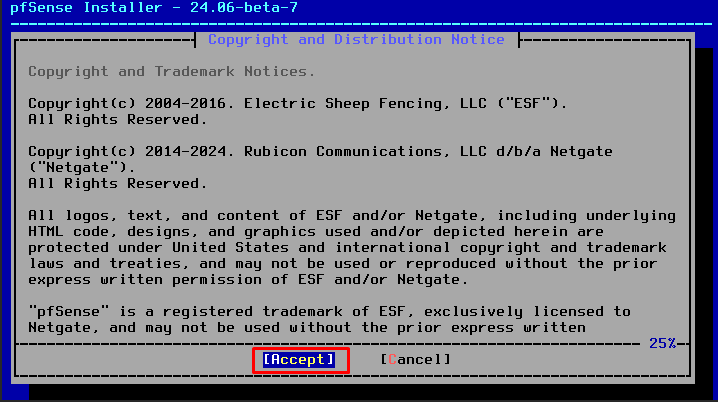 pfSense Installer - 24.06-beta-7
Copyright and Distribution Notice
Copyright and Trademark Notices.
Copyright(c) 2004-2016. Electric Sheep Fencing, LLC ("ESF").
All Rights Reserved.
Copyright(c) 2014-2024. Rubicon Communications, LLC d/b/a Netgate
("Netgate").
All Rights Reserved.
All logos, text, and content of ESF and/or Netgate, including underlying
HTML code, designs, and graphics used and/or depicted herein are
protected under United States and international copyright and trademark
laws and treaties, and may not be used or reproduced without the prior
express written permission of ESF and/or Netgate.
"pfSense" is a registered trademark of ESF, exclusively licensed to
Netgate, and may not be used without the prior express written
25%
[Accept] [Cancel]